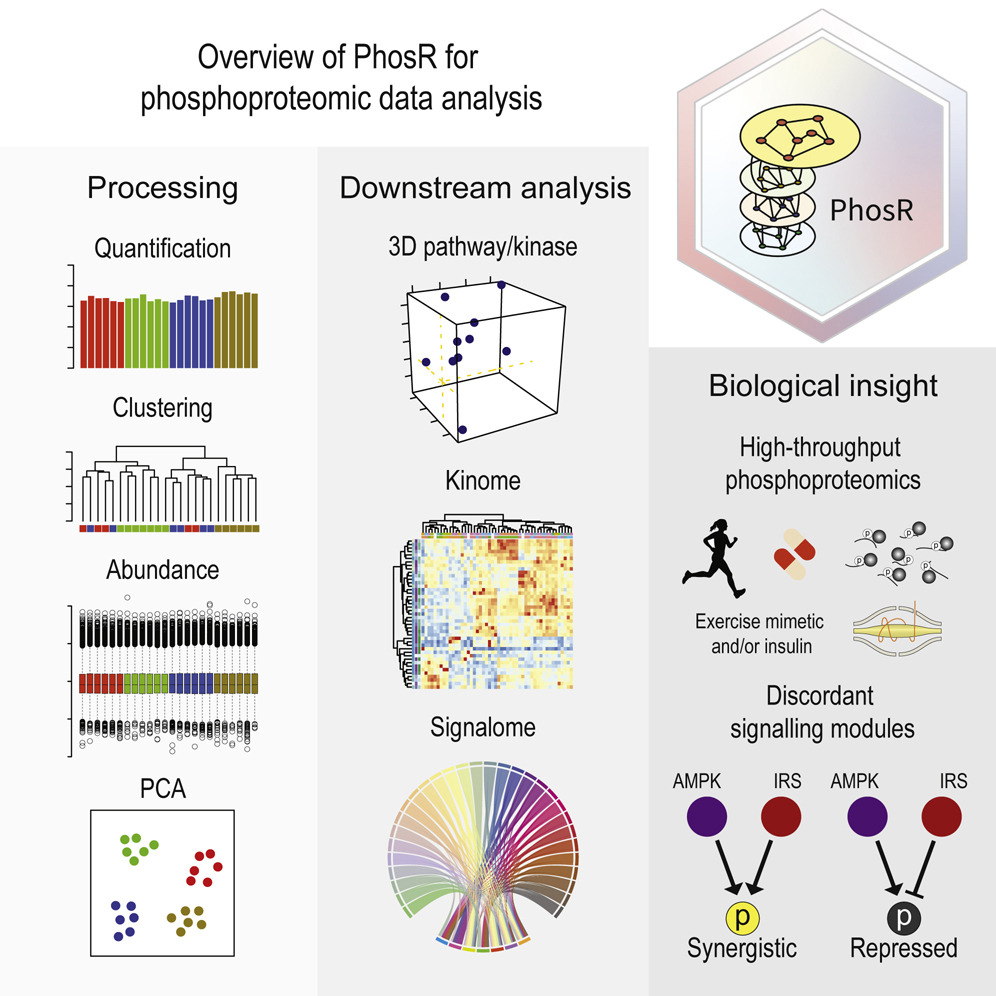 Overview of PhosR for
phosphoproteomic data analysis
PhosR
Processing
Quantification
Clustering
Abundance
PCA
Downstream analysis
3D pathway/kinase
Kinome
Signalome
Biological insight
High-throughput
phosphoproteomics
p
p
p
p
p
p
p
Exercise mimetic
and/or insulin
Discordant
signalling modules
AMPK IRS AMPK IRS
p p
Synergistic Repressed